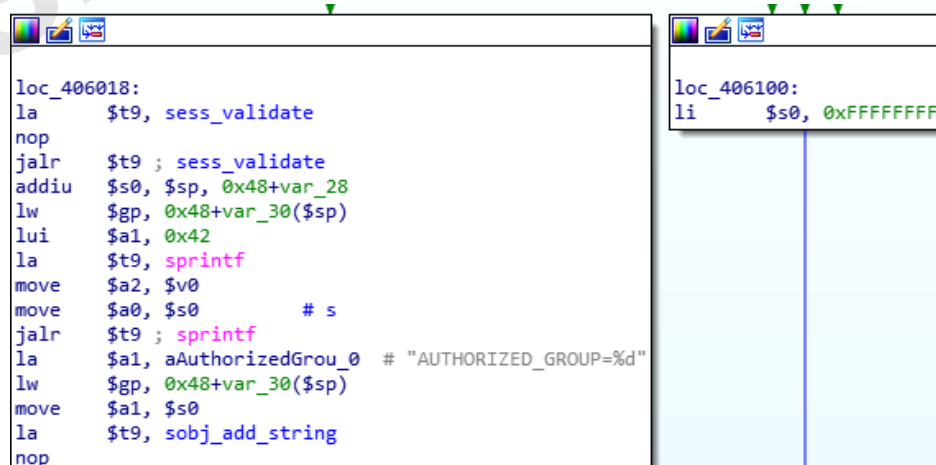 loc_406018:
la $t9, sess_validate
nop
jalr $t9 ; sess_validate
addiu $s0, $sp, 0x48+var_28
lw $gp, 0x48+var_30($sp)
lui $a1, 0x42
la $t9, sprintf
move $a2, $v0
move $a0, $s0 # s
jalr $t9 ; sprintf
la $a1, aAuthorizedGrou_0 # "AUTHORIZED_GROUP=%d"
lw $gp, 0x48+var_30($sp)
move $a1, $s0
la $t9, sobj_add_string
nop
loc_406100:
li $s0, 0xFFFFFFFF